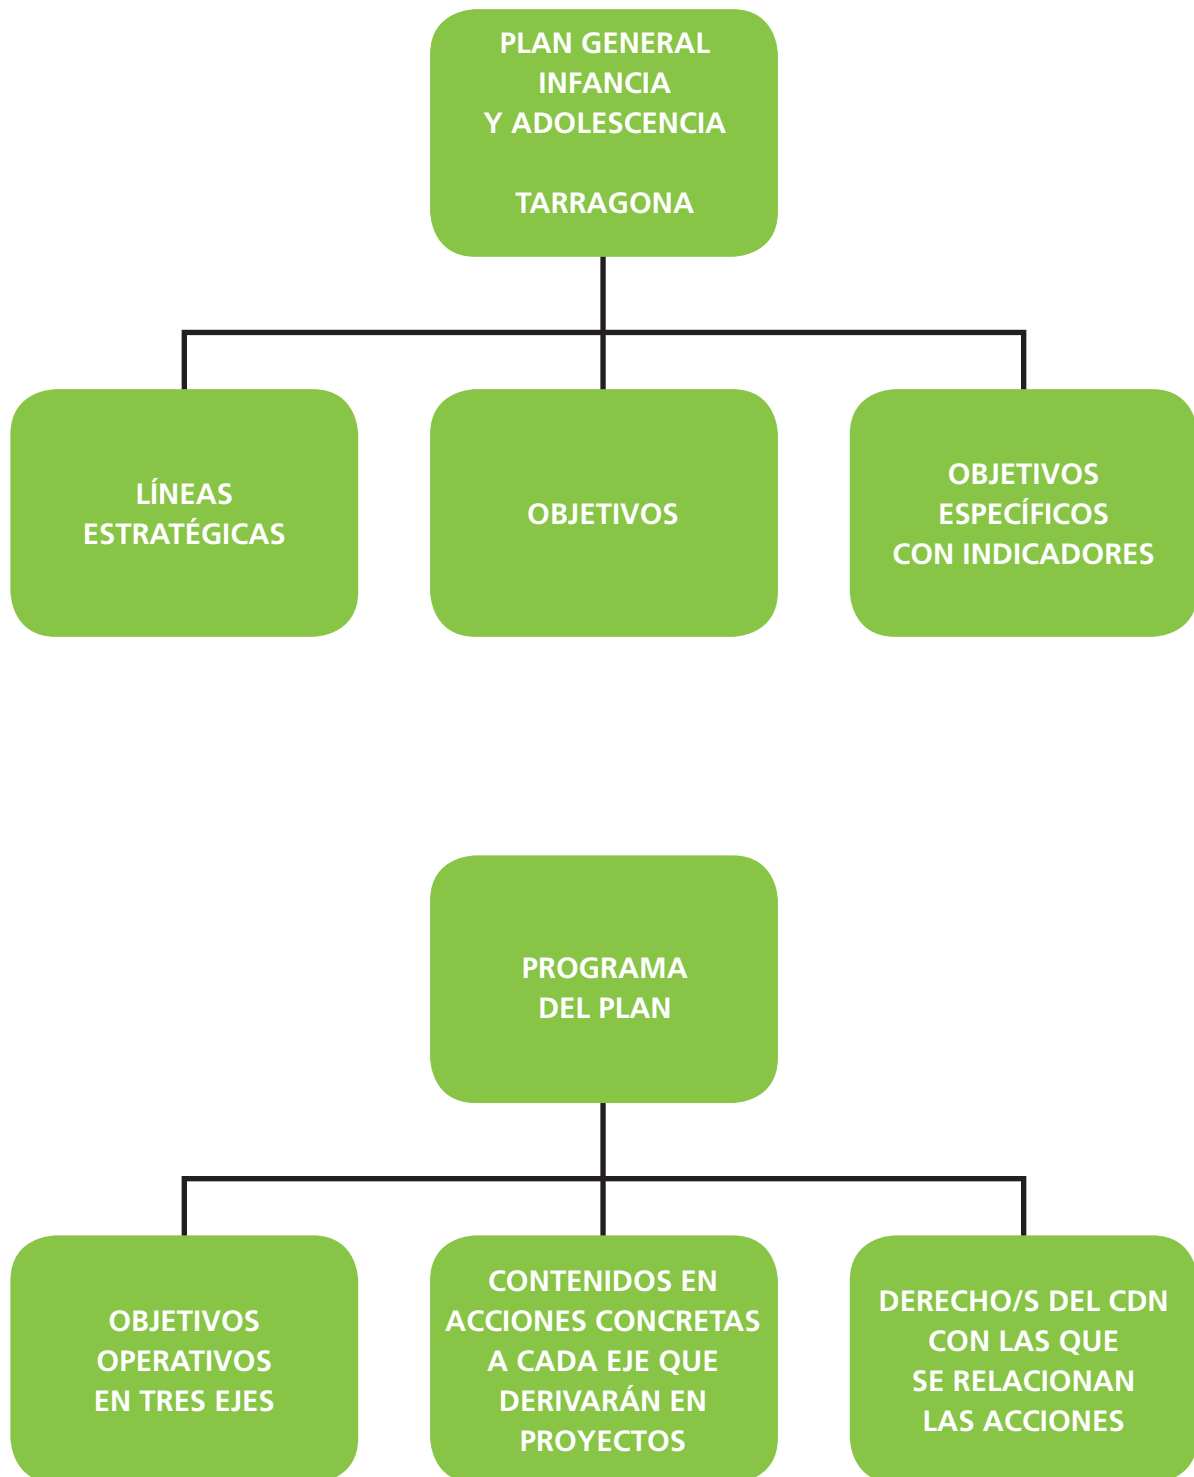 PLAN GENERAL
INFANCIA
Y ADOLESCENCIA
TARRAGONA
LÍNEAS
ESTRATÉGICAS
OBJETIVOS
OBJETIVOS
ESPECÍFICOS
CON INDICADORES
PROGRAMA
DEL PLAN
OBJETIVOS
OPERATIVOS
EN TRES EJES
CONTENIDOS EN
ACCIONES CONCRETAS
A CADA EJE QUE
DERIVARÁN EN
PROYECTOS
DERECHO/S DEL CDN
CON LAS QUE
SE RELACIONAN
LAS ACCIONES